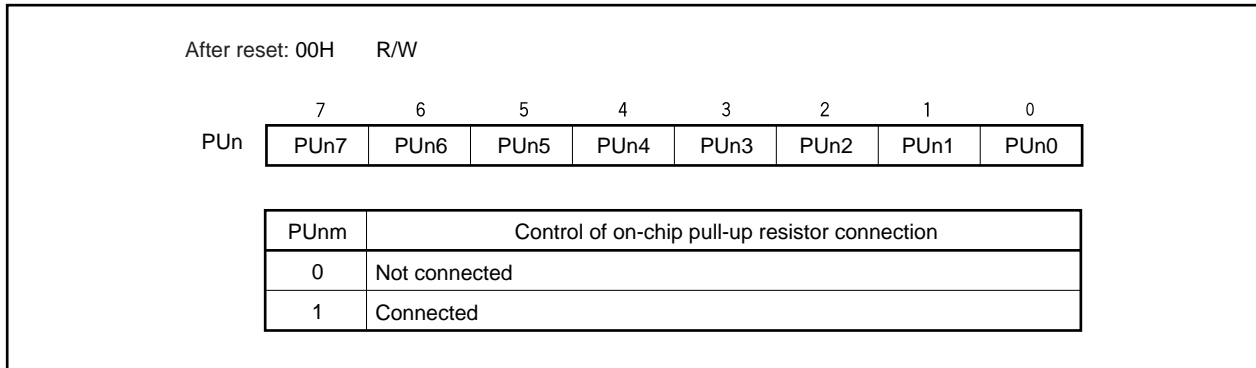 After reset: 00H R/W
7 6 5 4 3 2 1 0
PUn PUn7 PUn6 PUn5 PUn4 PUn3 PUn2 PUn1 PUn0
PUnm Control of on-chip pull-up resistor connection
0 Not connected
1 Connected